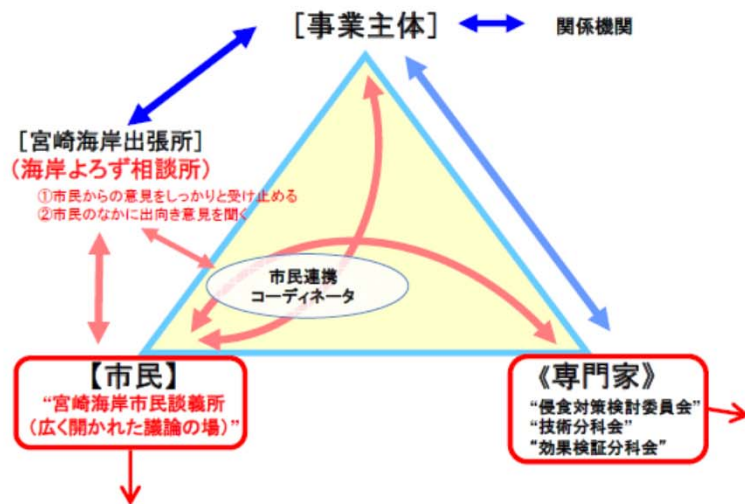 ［事業主体］
関係機関
［宮崎海岸出張所］
（海岸よろず相談所）
①市民からの意見をしっかりと受け止める
②市民のなかに出向き意見を聞く
市民連携
コーディネータ
【市民】
“宮崎海岸市民談義所
（広く開かれた議論の場）”
《専門家》
“侵食対策検討委員会”
“技術分科会”
“効果検証分科会”